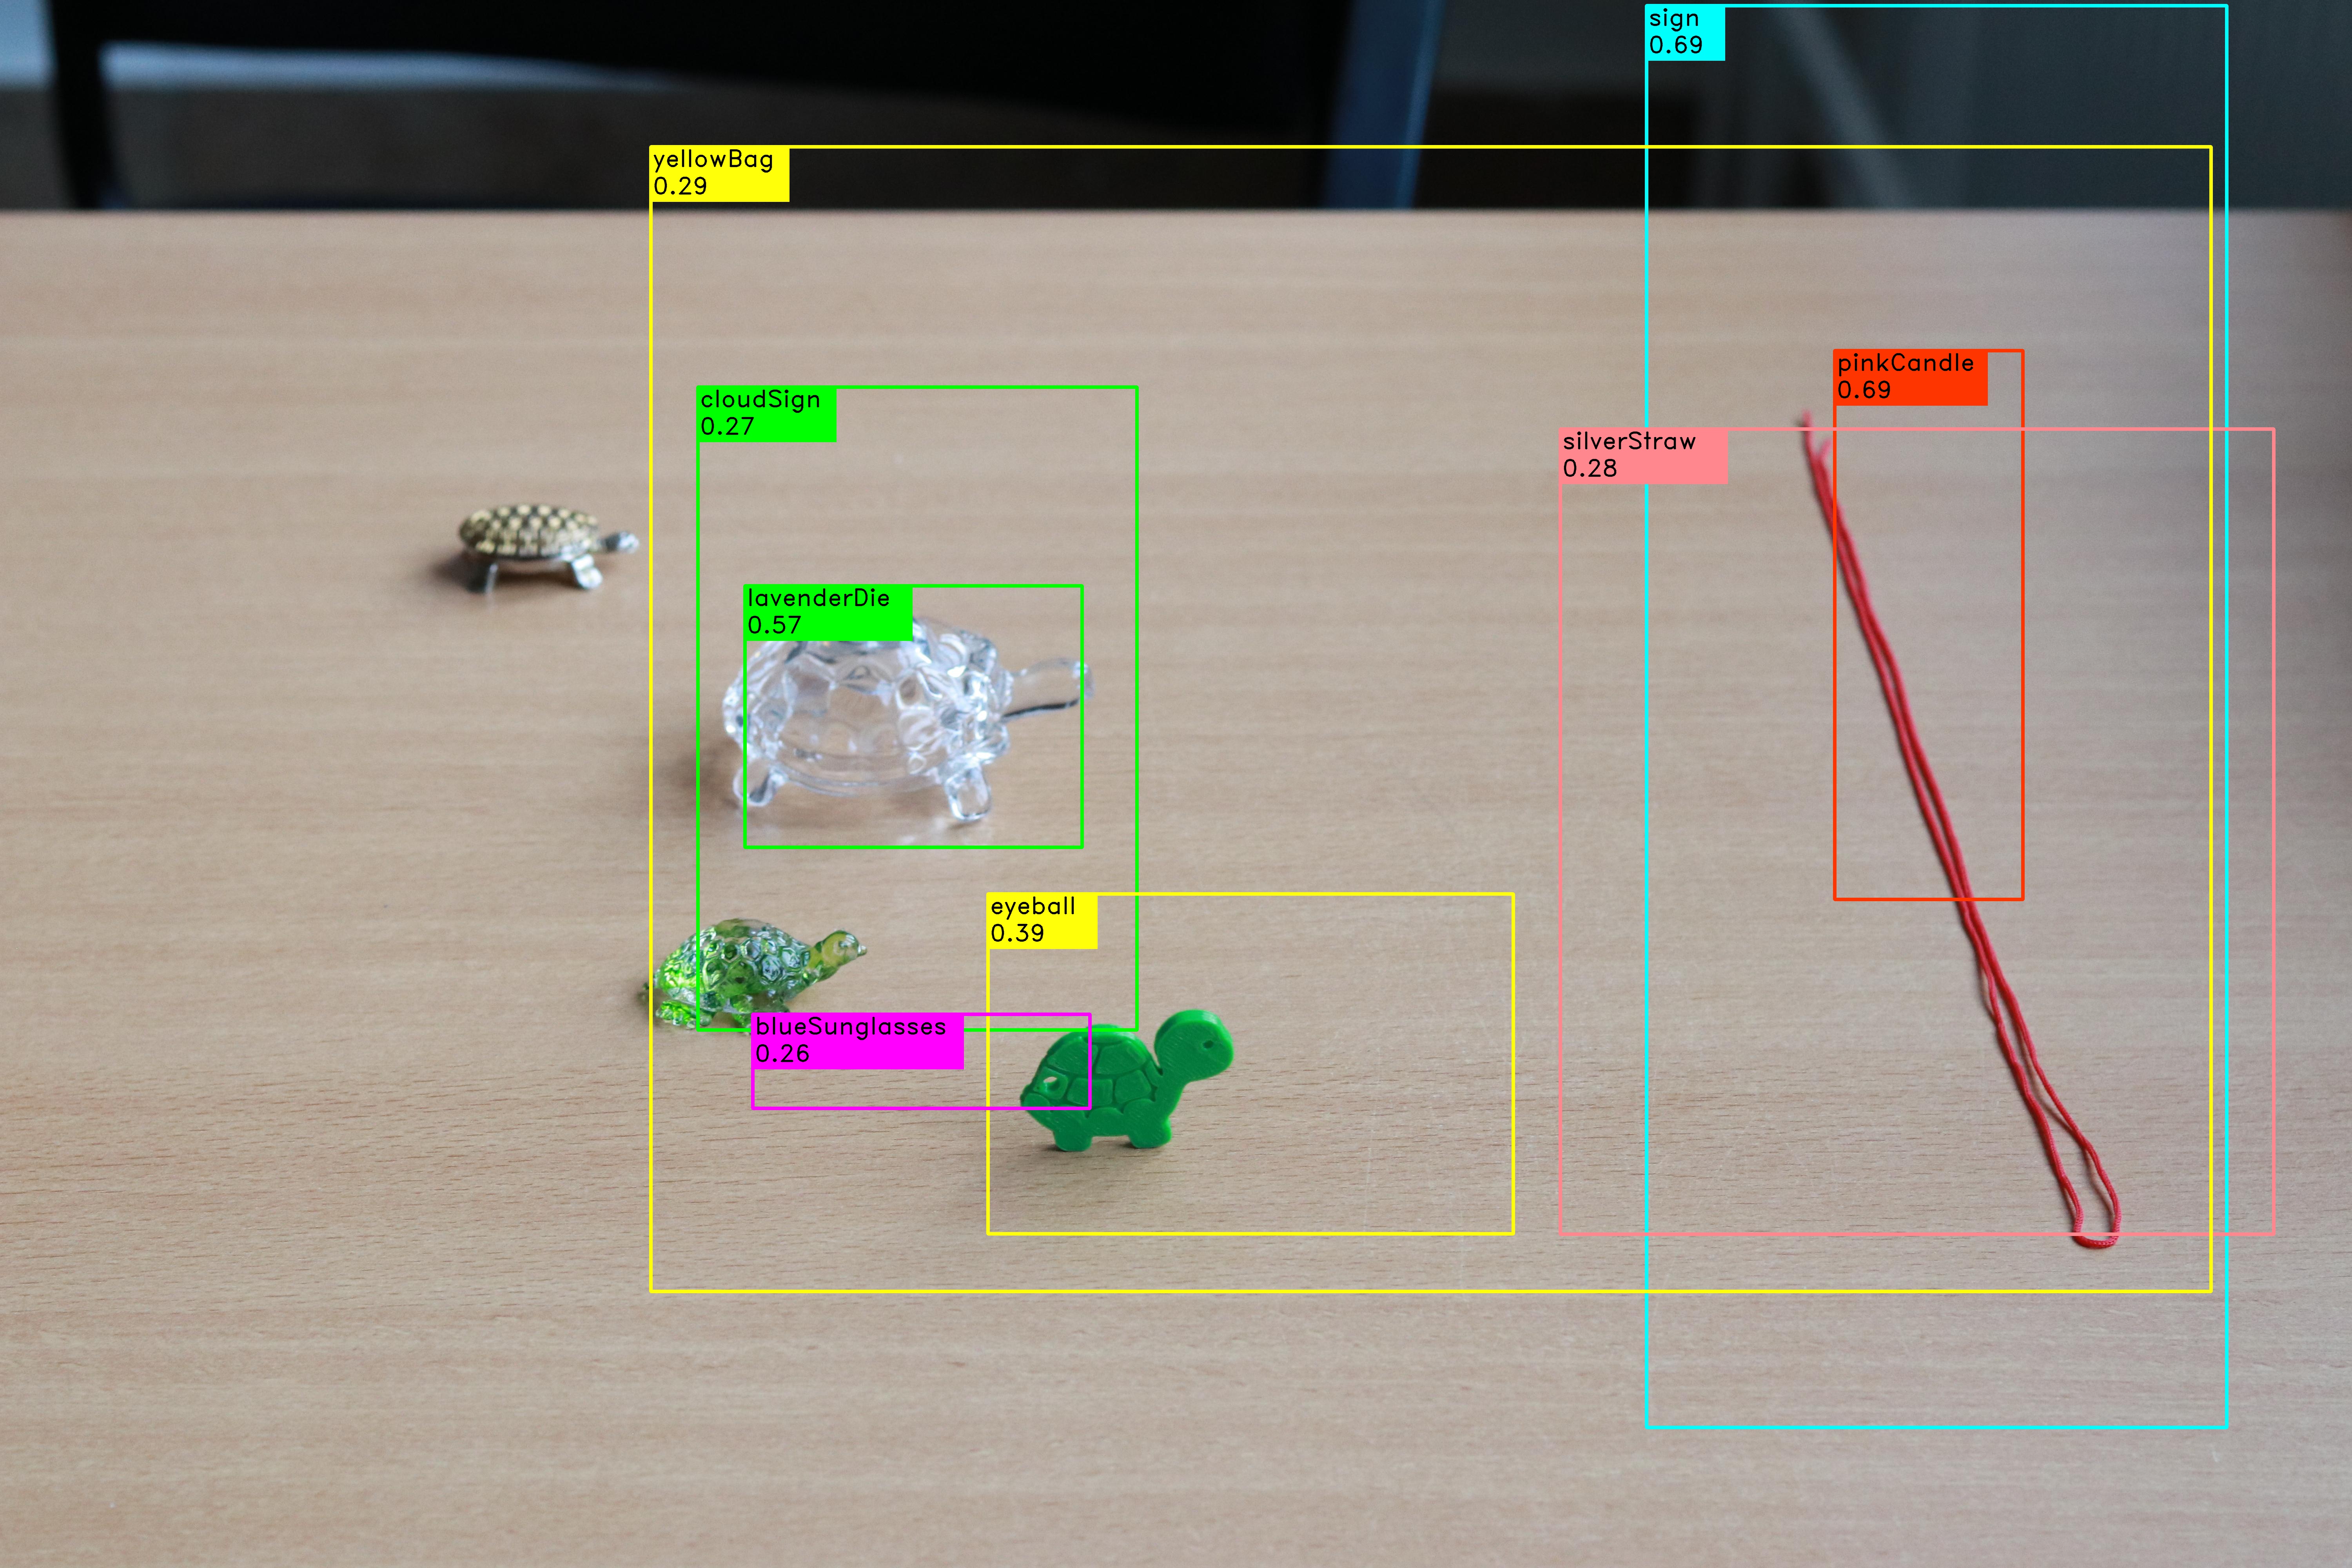 sign
0.69
yellowBag
0.29
pinkCandle
0.69
cloudSign
0.27
silverStraw
0.28
lavenderDie
0.57
eyeball
0.39
blueSunglasses
0.26